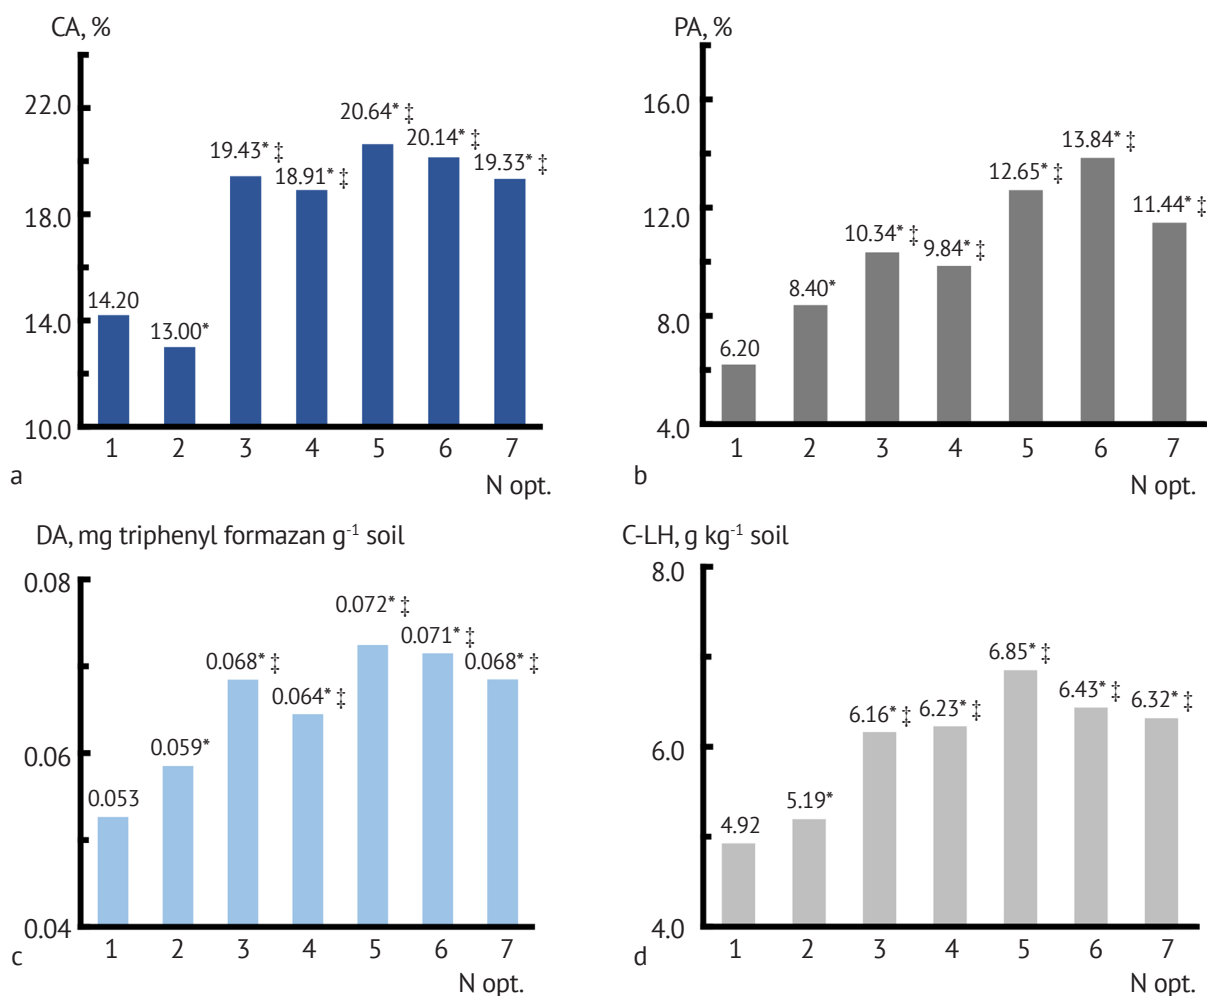 CA, %
22.0
18.0
14.0
10.0
14.20
13.00*
19.43* ‡
18.91* ‡
20.64* ‡
20.14* ‡
19.33* ‡
1 2 3 4 5 6 7
a
N opt.
PA, %
16.0
12.0
8.0
4.0
6.20
8.40*
10.34* ‡
9.84* ‡
12.65* ‡
13.84* ‡
11.44* ‡
1 2 3 4 5 6 7
b
N opt.
DA, mg triphenyl formazan g⁻¹ soil
0.08
0.06
0.04
0.053
0.059*
0.068* ‡
0.064* ‡
0.072* ‡
0.071* ‡
0.068* ‡
1 2 3 4 5 6 7
c
N opt.
C-LH, g kg⁻¹ soil
8.0
6.0
4.0
4.92
5.19*
6.16* ‡
6.23* ‡
6.85* ‡
6.43* ‡
6.32* ‡
1 2 3 4 5 6 7
d
N opt.